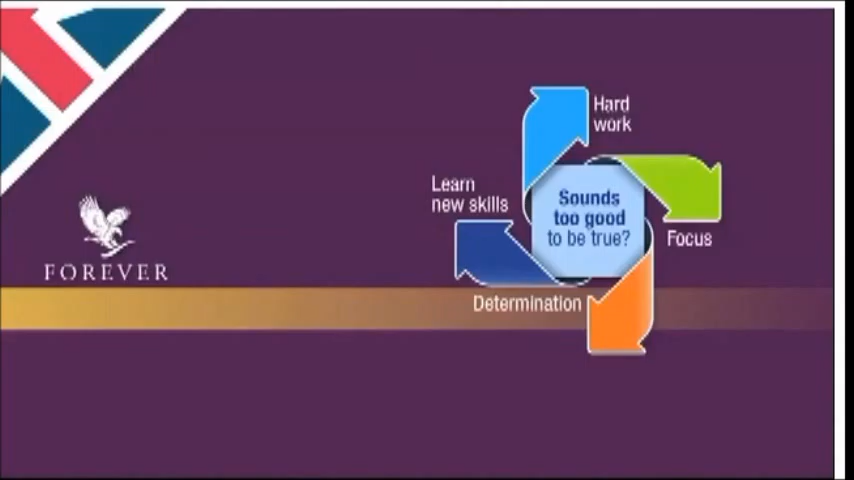 Hard
work
Learn
new skills
Sounds
too good
to be true?
Focus
FOREVER
Determination